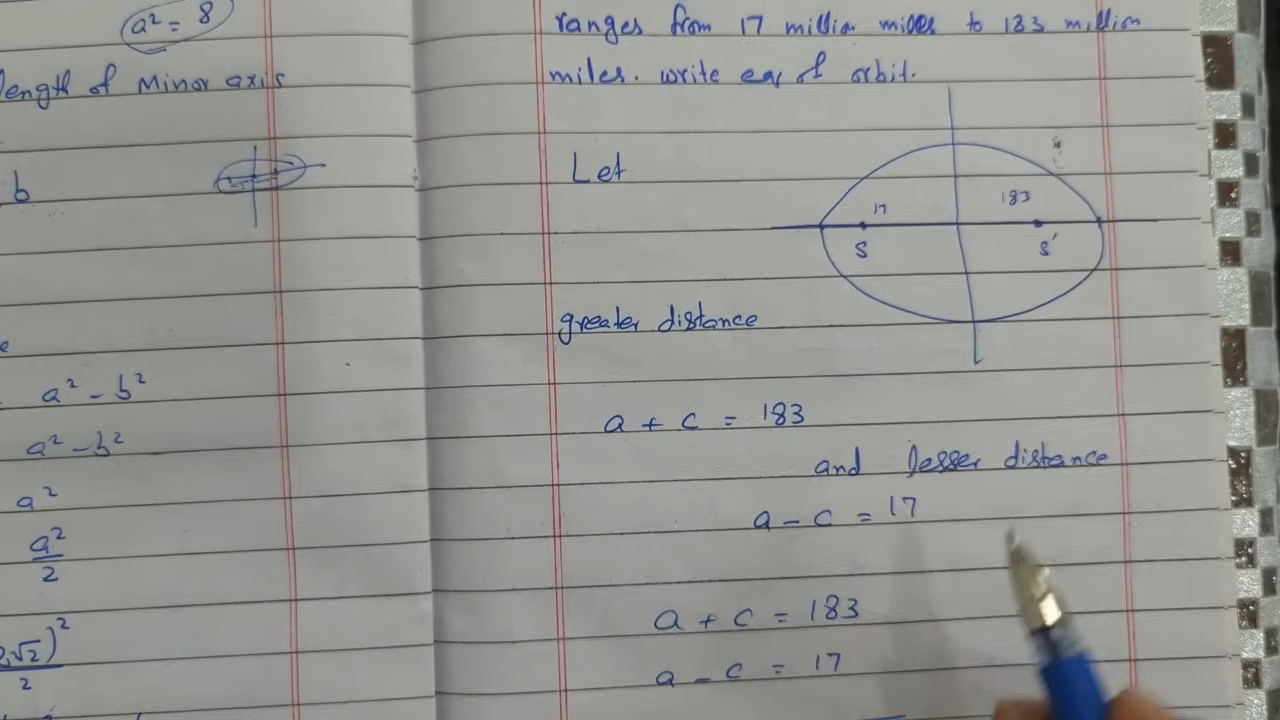 a² = 8
length of Minor axis
b
a² - b²
a² - b²
a²
a²/2
√2)²
2
ranges from 17 million miles to 183 million
miles. write eq of orbit.
Let
17
183
S
S'
greater distance
a + c = 183
and lesser distance
a - c = 17
a + c = 183
a - c = 17